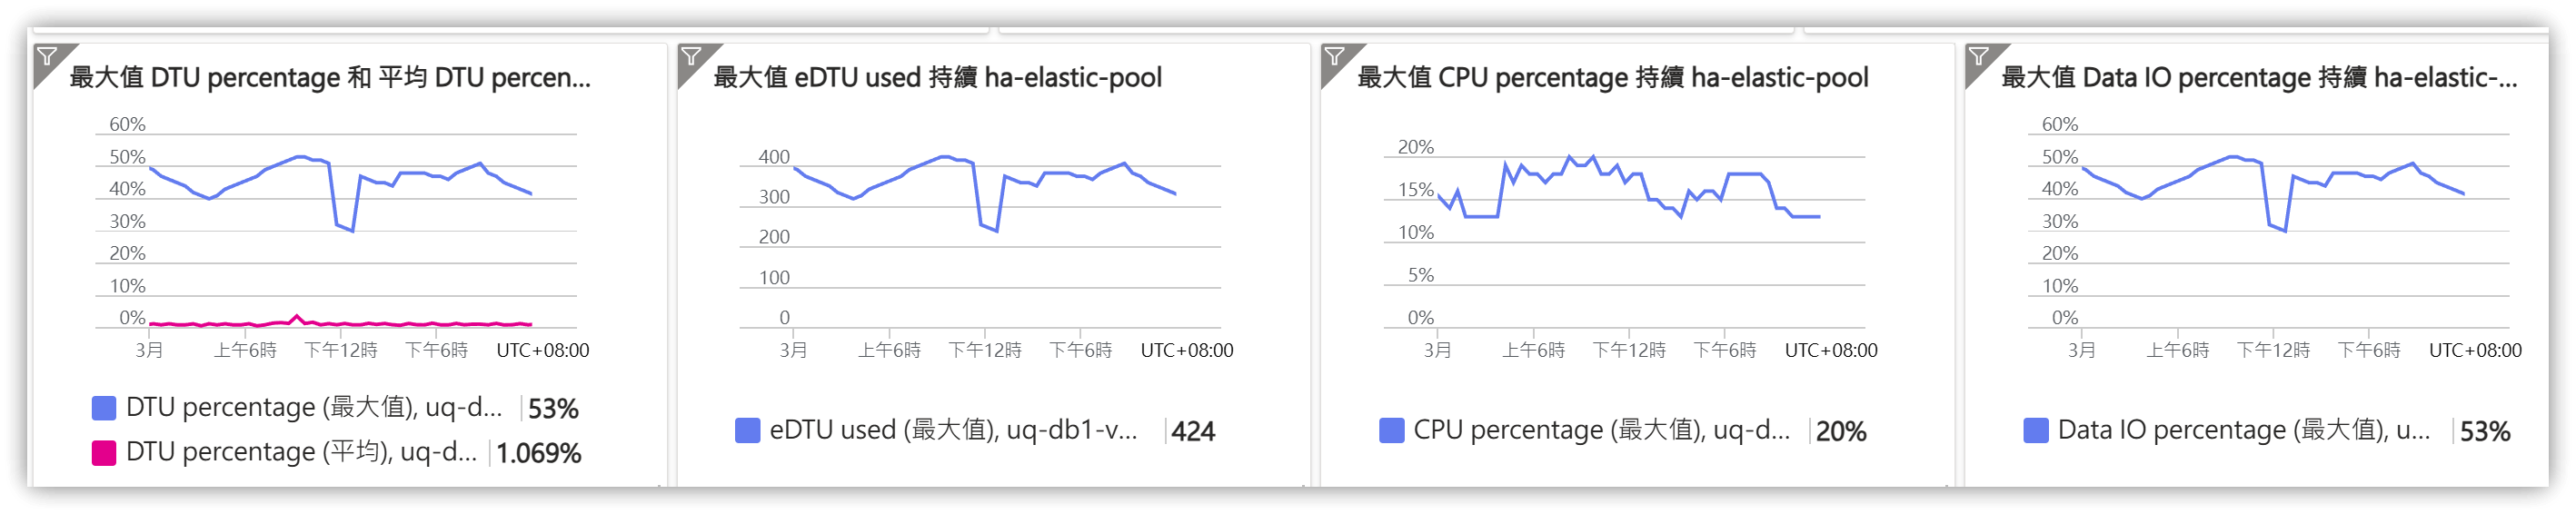 最大值 DTU percentage 和 平均 DTU percen...
60%
50%
40%
30%
20%
10%
0%
3月 上午6時 下午12時 下午6時 UTC+08:00
DTU percentage (最大值), uq-d... 53%
DTU percentage (平均), uq-d... 1.069%
最大值 eDTU used 持續 ha-elastic-pool
400
300
200
100
0
3月 上午6時 下午12時 下午6時 UTC+08:00
eDTU used (最大值), uq-db1-v... 424
最大值 CPU percentage 持續 ha-elastic-pool
20%
15%
10%
5%
0%
3月 上午6時 下午12時 下午6時 UTC+08:00
CPU percentage (最大值), uq-d... 20%
最大值 Data IO percentage 持續 ha-elastic-...
60%
50%
40%
30%
20%
10%
0%
3月 上午6時 下午12時 下午6時 UTC+08:00
Data IO percentage (最大值), u... 53%